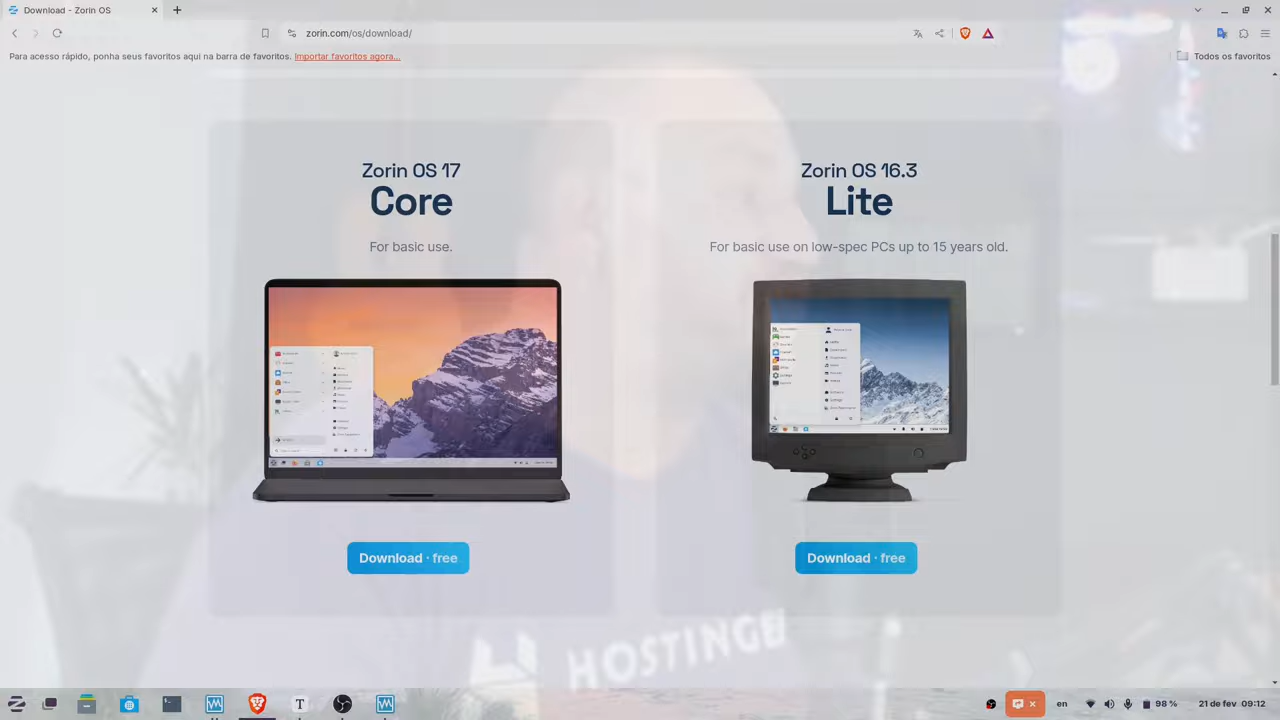 Download - Zorin OS
zorin.com/os/download/
Para acesso rápido, ponha seus favoritos aqui na barra de favoritos. Importar favoritos agora...
Todos os favoritos
Zorin OS 17
Core
For basic use.
Download · free
Zorin OS 16.3
Lite
For basic use on low-spec PCs up to 15 years old.
Download · free
HOSTINGE
en
98 %
21 de fev 09:12